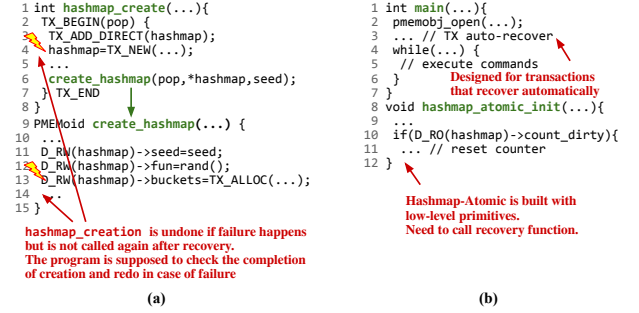 1 int hashmap_create(...){
2 TX_BEGIN(pop) {
3 TX_ADD_DIRECT(hashmap);
4 hashmap=TX_NEW(...);
5 ...
6 create_hashmap(pop,*hashmap,seed);
7 } TX_END
8 }
9 PMEMoid create_hashmap(...) {
10 ...
11 D_RW(hashmap)->seed=seed;
12 D_RW(hashmap)->fun=rand();
13 D_RW(hashmap)->buckets=TX_ALLOC(...);
14 ...
15 }
hashmap_creation is undone if failure happens
but is not called again after recovery.
The program is supposed to check the completion
of creation and redo in case of failure
(a)
1 int main(...){
2 pmemobj_open(...);
3 ... // TX auto-recover
4 while(...) {
5 // execute commands
6 }
7 }
Designed for transactions
that recover automatically
8 void hashmap_atomic_init(...){
9 ...
10 if(D_RO(hashmap)->count_dirty){
11 ... // reset counter
12 }
Hashmap-Atomic is built with
low-level primitives.
Need to call recovery function.
(b)